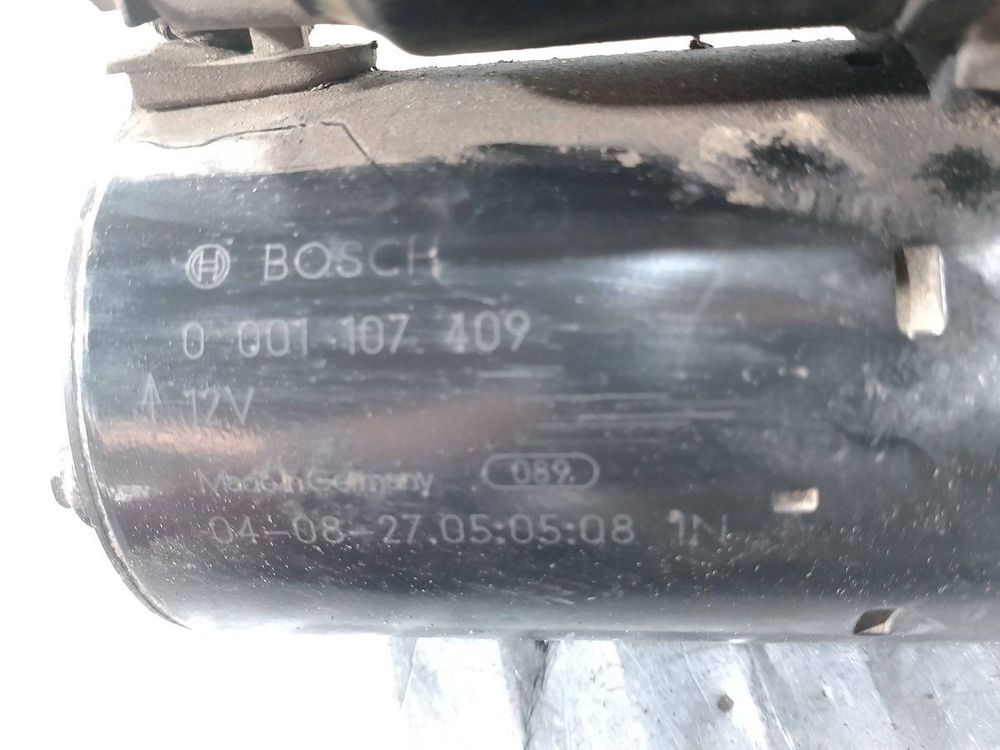 BOSCH
0 001 107 409
12V
Made in Germany 089
04-08-27.05:05:08 1N